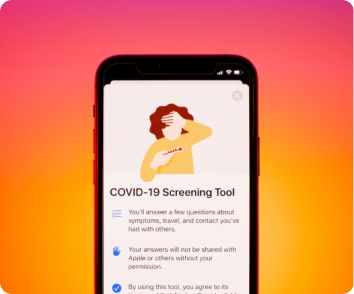 COVID-19 Screening Tool
You'll answer a few questions about
symptoms, travel, and contact you've
had with others.
Your answers will not be shared with
Apple or others without your
permission.
By using this tool, you agree to its